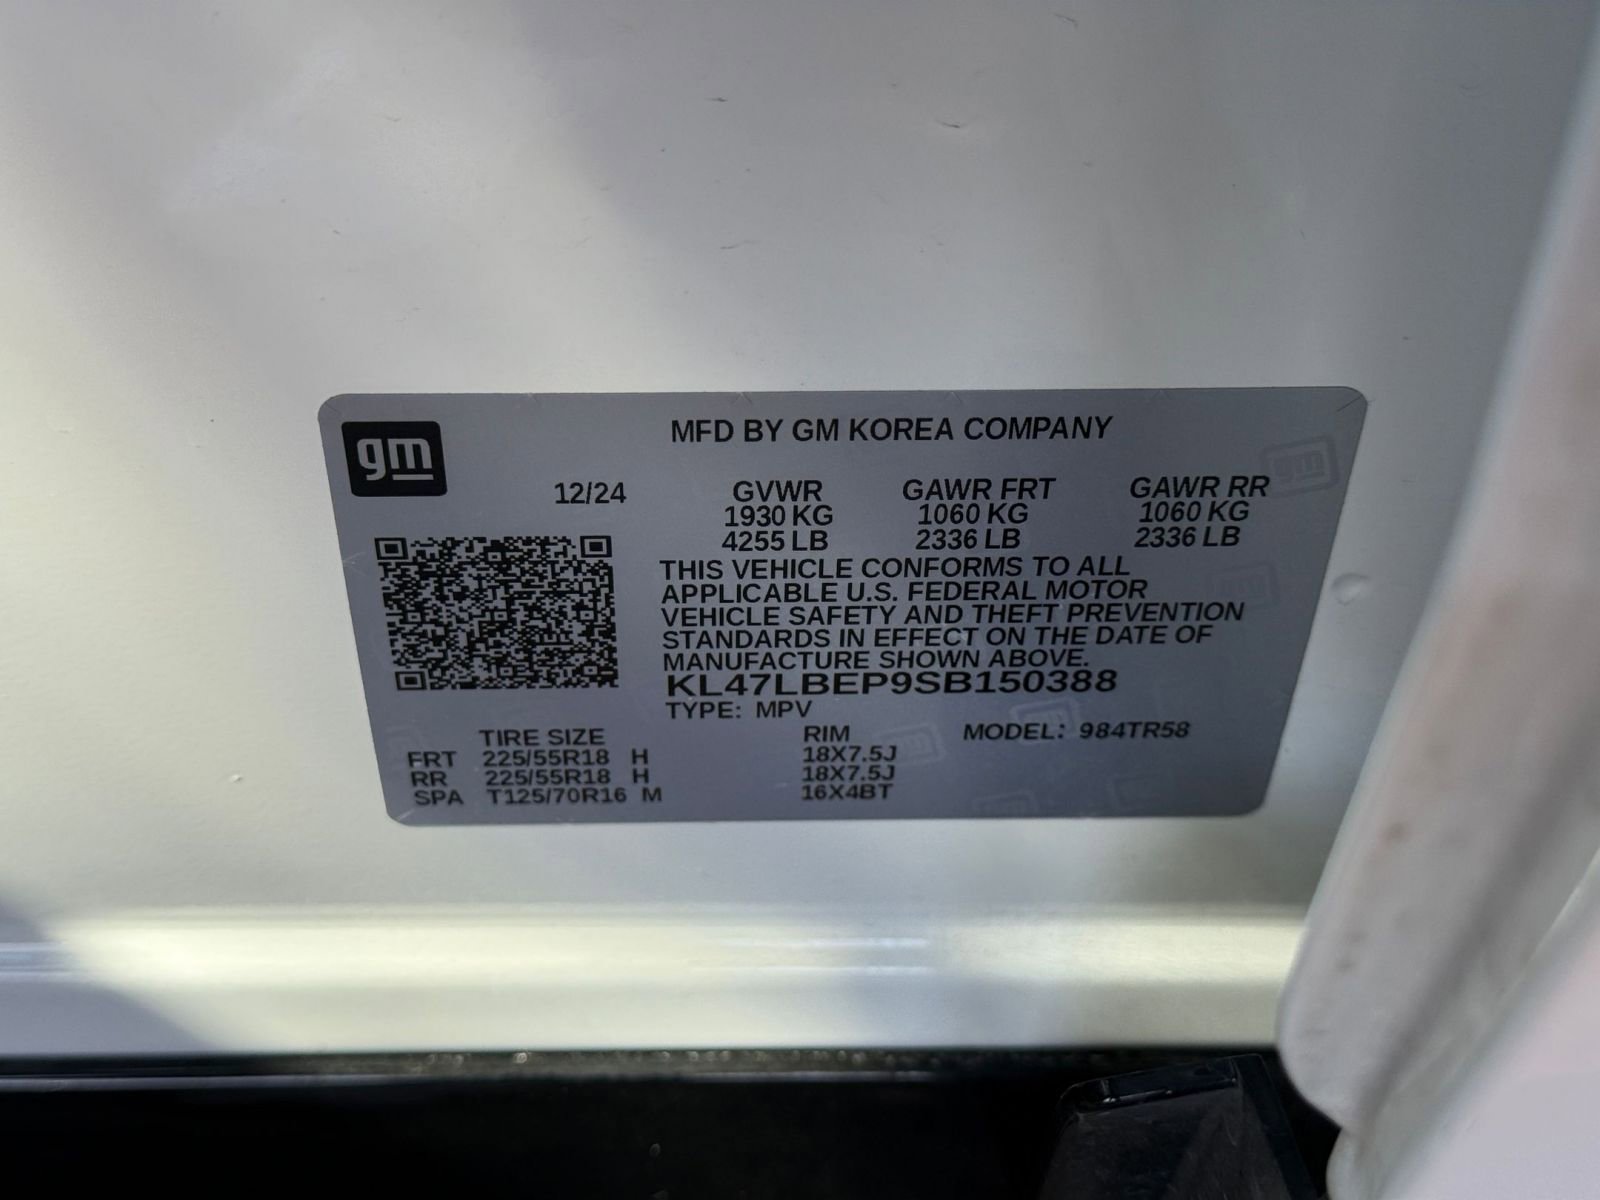 gm
MFD BY GM KOREA COMPANY
12/24 GVWR GAWR FRT GAWR RR
1930 KG 1060 KG 1060 KG
4255 LB 2336 LB 2336 LB
THIS VEHICLE CONFORMS TO ALL
APPLICABLE U.S. FEDERAL MOTOR
VEHICLE SAFETY AND THEFT PREVENTION
STANDARDS IN EFFECT ON THE DATE OF
MANUFACTURE SHOWN ABOVE.
KL47LBEP9SB150388
TYPE: MPV
TIRE SIZE RIM MODEL: 984TR58
FRT 225/55R18 H 18X7.5J
RR 225/55R18 H 18X7.5J
SPA T125/70R16 M 16X4BT